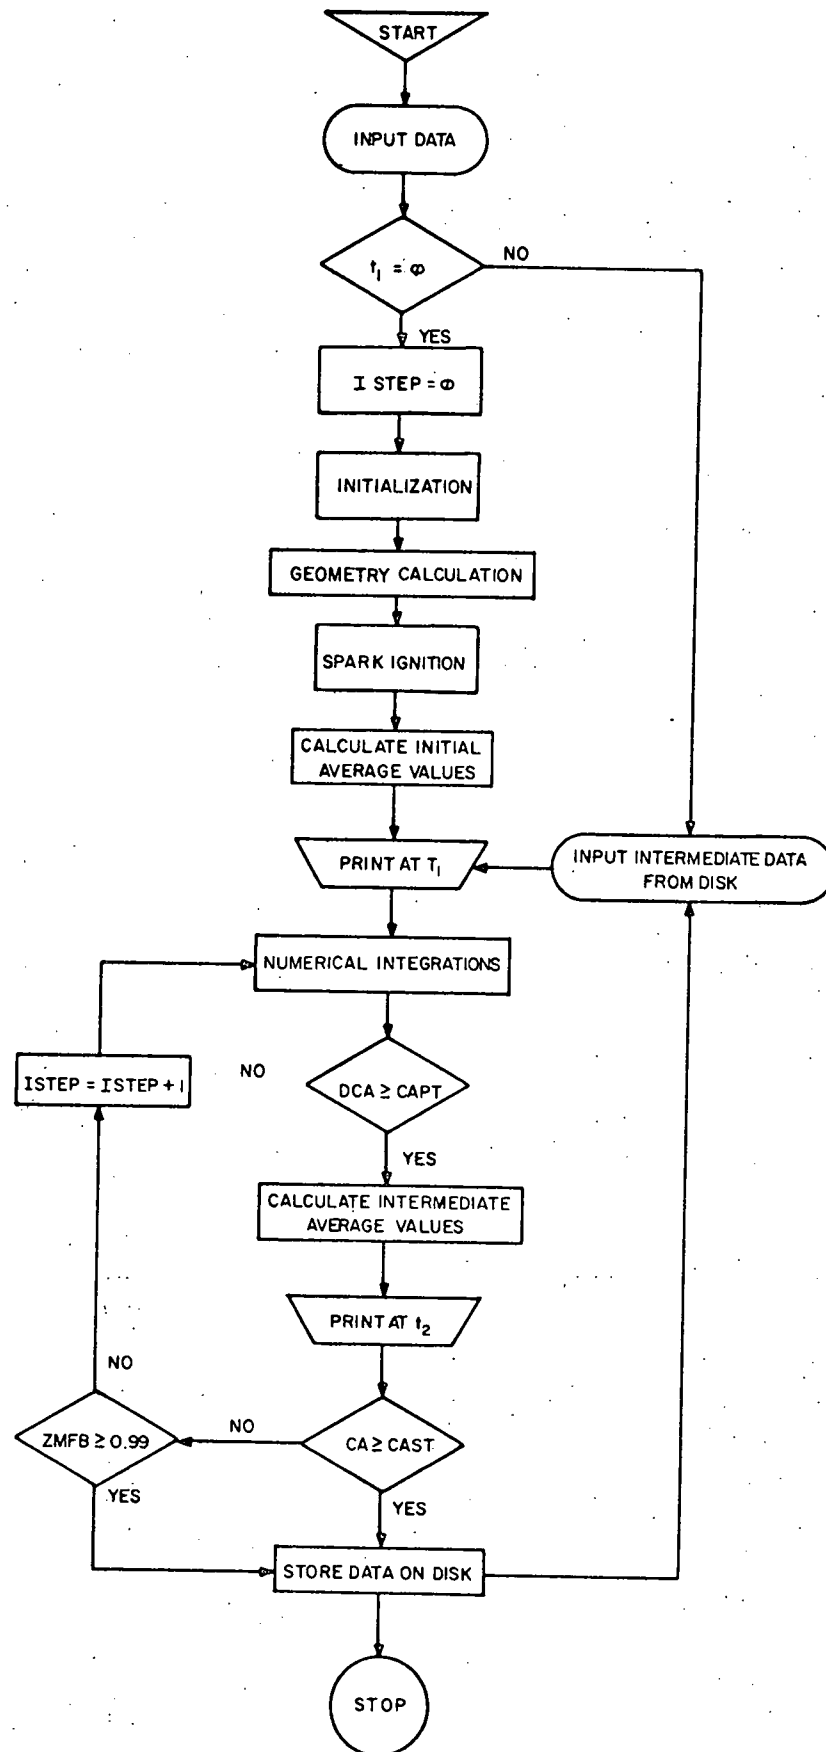 START
INPUT DATA
t₁ = φ
NO
YES
I STEP = φ
INITIALIZATION
GEOMETRY CALCULATION
SPARK IGNITION
CALCULATE INITIAL
AVERAGE VALUES
PRINT AT T₁
INPUT INTERMEDIATE DATA
FROM DISK
NUMERICAL INTEGRATIONS
ISTEP = ISTEP + 1
NO
DCA ≥ CAPT
YES
CALCULATE INTERMEDIATE
AVERAGE VALUES
PRINT AT t₂
NO
ZMFB ≥ 0.99
NO
CA ≥ CAST
YES
YES
STORE DATA ON DISK
STOP